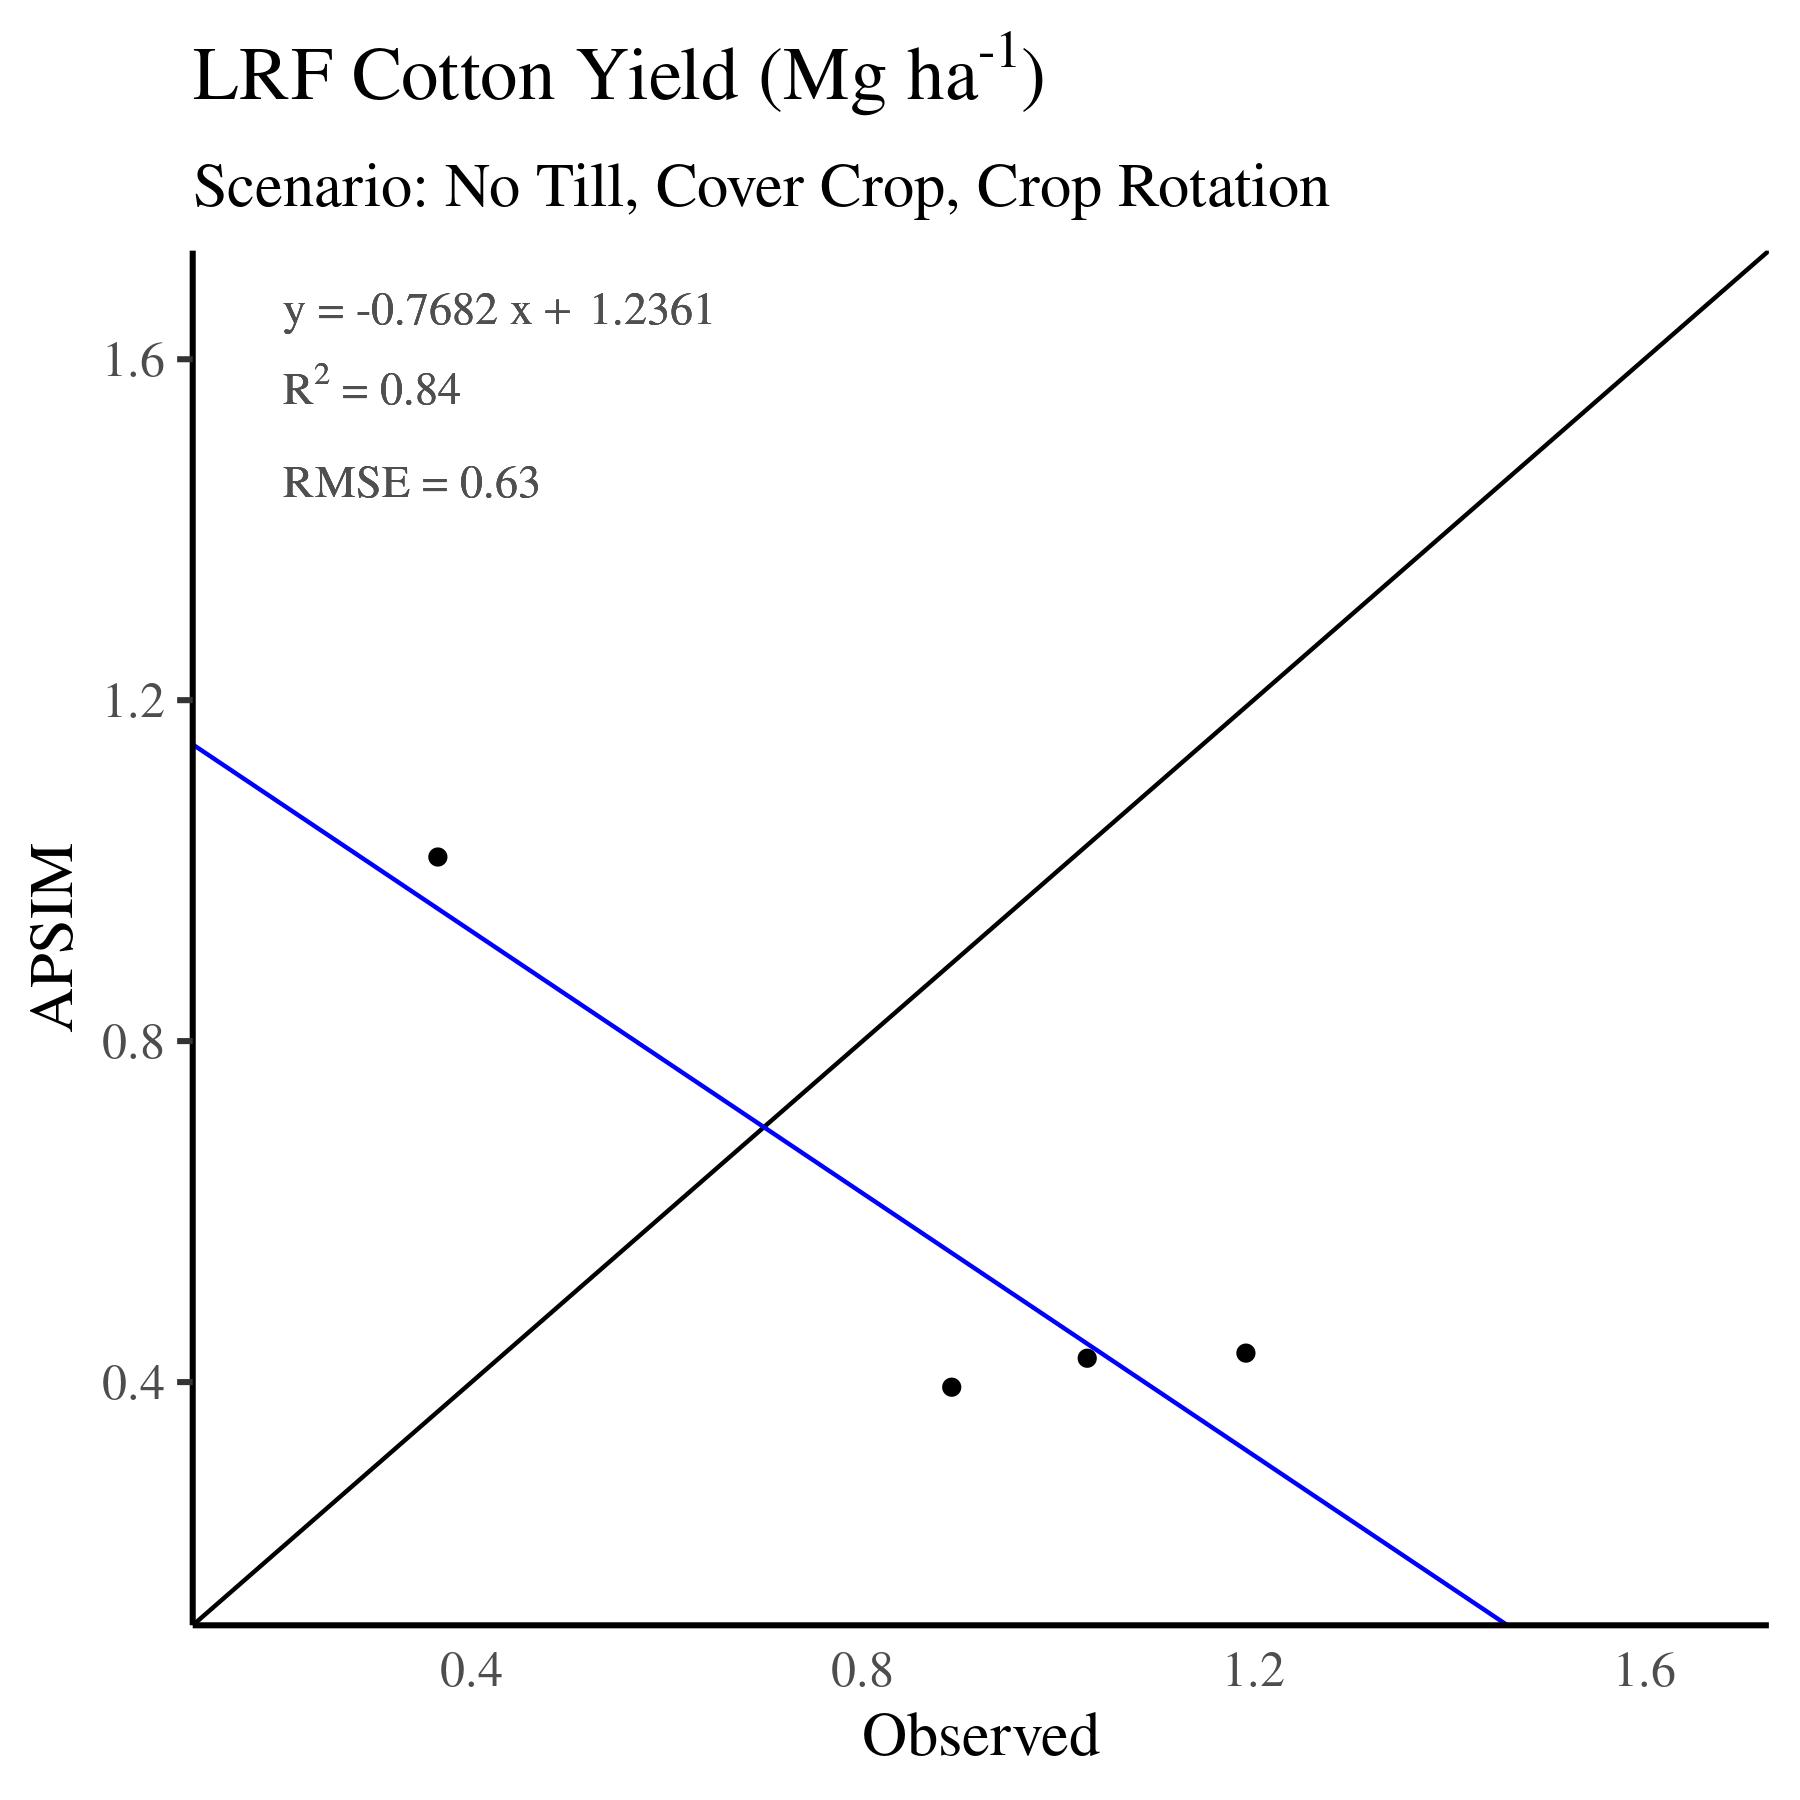 LRF Cotton Yield (Mg ha⁻¹)
Scenario: No Till, Cover Crop, Crop Rotation
y = -0.7682 x + 1.2361
R² = 0.84
RMSE = 0.63
1.6
1.2
0.8
0.4
APSIM
0.4 0.8 1.2 1.6
Observed